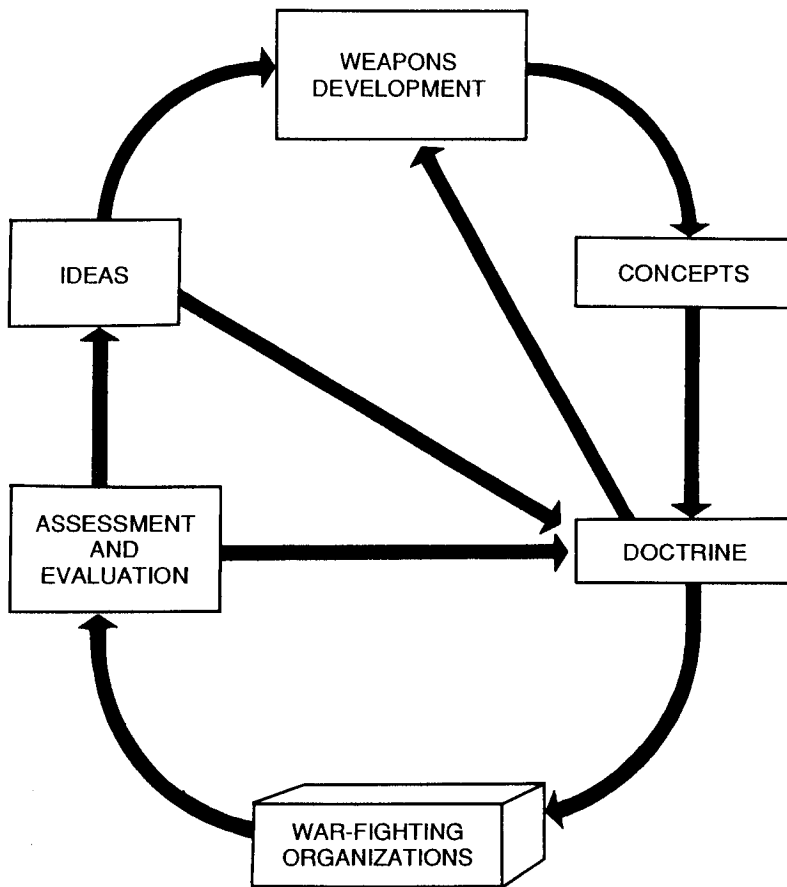 WEAPONS
DEVELOPMENT
IDEAS
CONCEPTS
ASSESSMENT
AND
EVALUATION
DOCTRINE
WAR-FIGHTING
ORGANIZATIONS